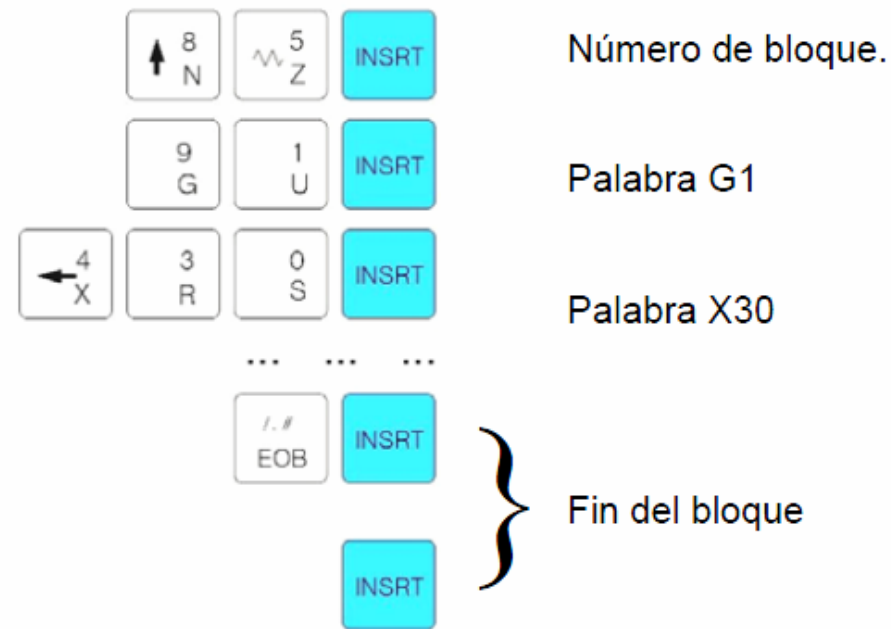 8 N 5 Z INSRT Número de bloque.
9 G 1 U INSRT Palabra G1
4 X 3 R 0 S INSRT Palabra X30
... ... ...
/. # EOB INSRT
Fin del bloque
INSRT